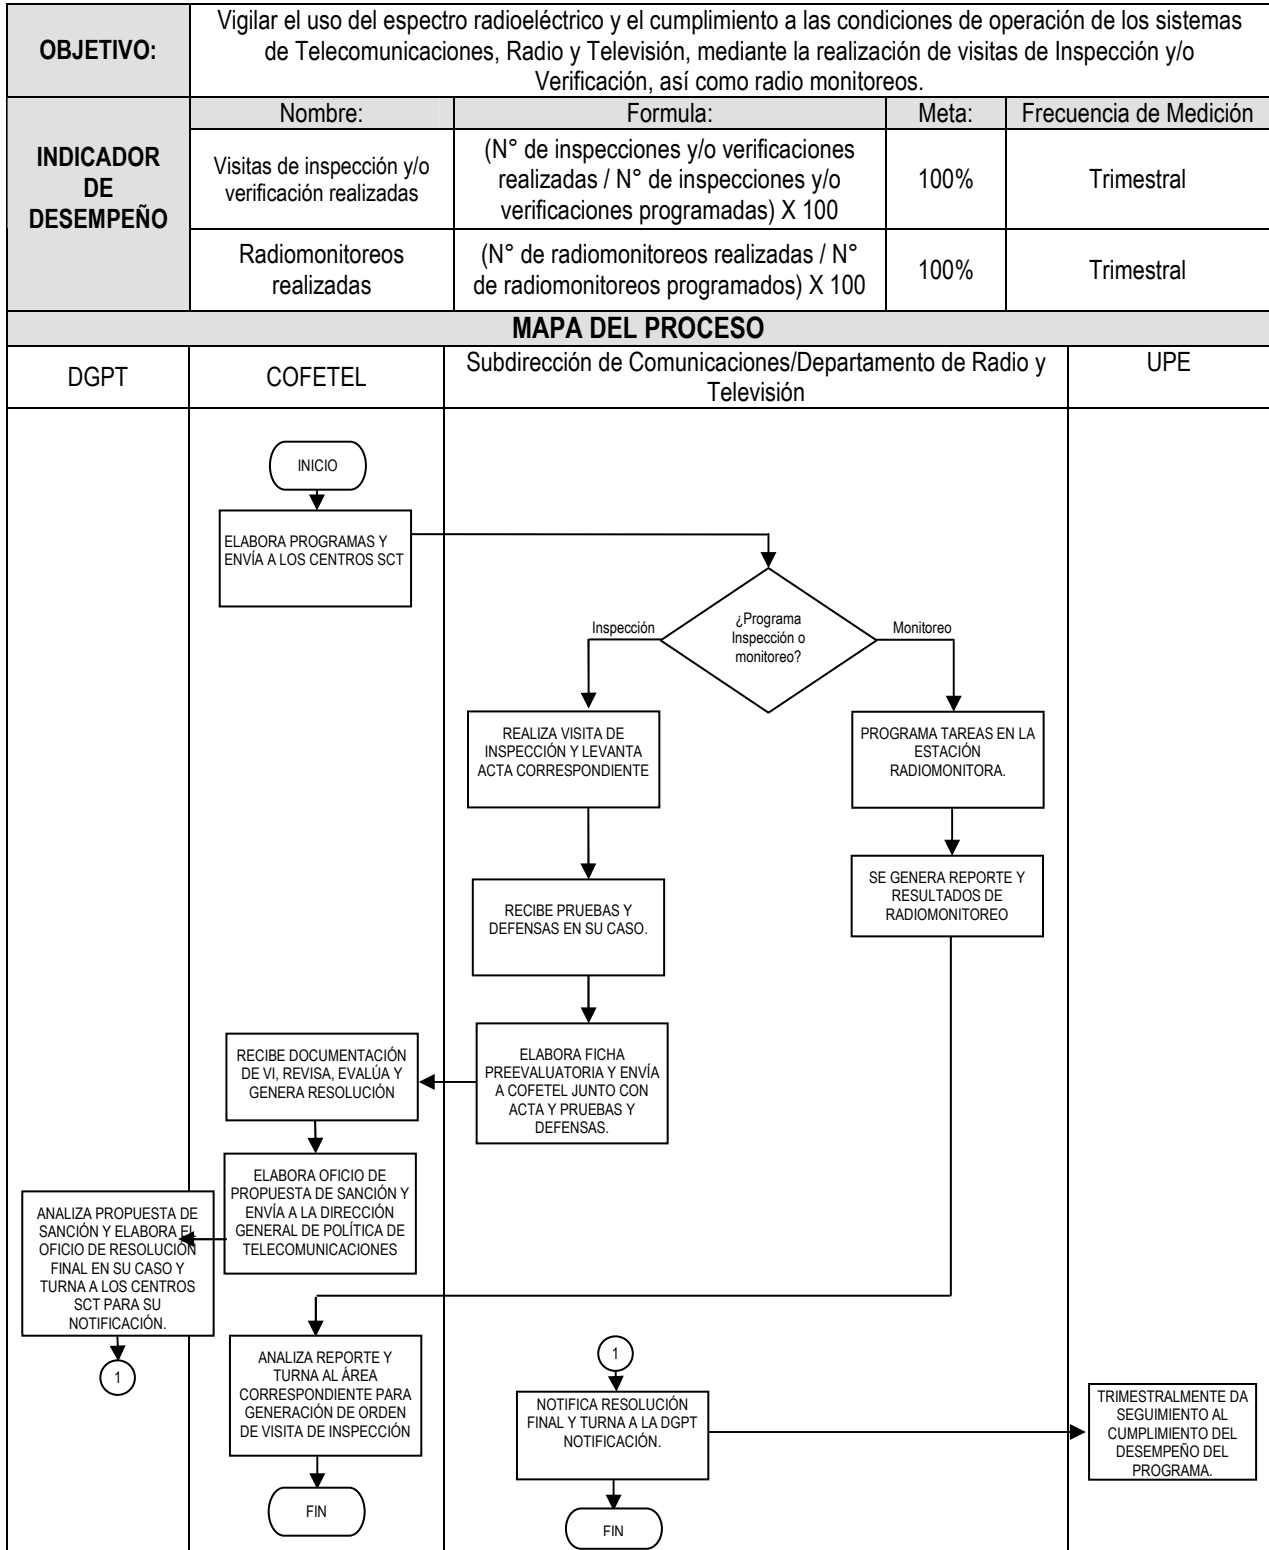 OBJETIVO:
Vigilar el uso del espectro radioeléctrico y el cumplimiento a las condiciones de operación de los sistemas
de Telecomunicaciones, Radio y Televisión, mediante la realización de visitas de Inspección y/o
Verificación, así como radio monitoreos.
INDICADOR
DE
DESEMPEÑO
Nombre:
Formula:
Meta:
Frecuencia de Medición
Visitas de inspección y/o
verificación realizadas
(N° de inspecciones y/o verificaciones
realizadas / N° de inspecciones y/o
verificaciones programadas) X 100
100%
Trimestral
Radiomonitoreos
realizadas
(N° de radiomonitoreos realizadas / N°
de radiomonitoreos programados) X 100
100%
Trimestral
MAPA DEL PROCESO
DGPT
COFETEL
Subdirección de Comunicaciones/Departamento de Radio y
Televisión
UPE
INICIO
ELABORA PROGRAMAS Y
ENVÍA A LOS CENTROS SCT
¿Programa
Inspección o
monitoreo?
Inspección
Monitoreo
REALIZA VISITA DE
INSPECCIÓN Y LEVANTA
ACTA CORRESPONDIENTE
PROGRAMA TAREAS EN LA
ESTACIÓN
RADIOMONITORA.
RECIBE PRUEBAS Y
DEFENSAS EN SU CASO.
SE GENERA REPORTE Y
RESULTADOS DE
RADIOMONITOREO
ELABORA FICHA
PREEVALUATORIA Y ENVÍA
A COFETEL JUNTO CON
ACTA Y PRUEBAS Y
DEFENSAS.
RECIBE DOCUMENTACIÓN
DE VI, REVISA, EVALÚA Y
GENERA RESOLUCIÓN
ELABORA OFICIO DE
PROPUESTA DE SANCIÓN Y
ENVÍA A LA DIRECCIÓN
GENERAL DE POLÍTICA DE
TELECOMUNICACIONES
ANALIZA PROPUESTA DE
SANCIÓN Y ELABORA EL
OFICIO DE RESOLUCIÓN
FINAL EN SU CASO Y
TURNA A LOS CENTROS
SCT PARA SU
NOTIFICACIÓN.
1
ANALIZA REPORTE Y
TURNA AL ÁREA
CORRESPONDIENTE PARA
GENERACIÓN DE ORDEN
DE VISITA DE INSPECCIÓN
FIN
1
NOTIFICA RESOLUCIÓN
FINAL Y TURNA A LA DGPT
NOTIFICACIÓN.
FIN
TRIMESTRALMENTE DA
SEGUIMIENTO AL
CUMPLIMIENTO DEL
DESEMPEÑO DEL
PROGRAMA.